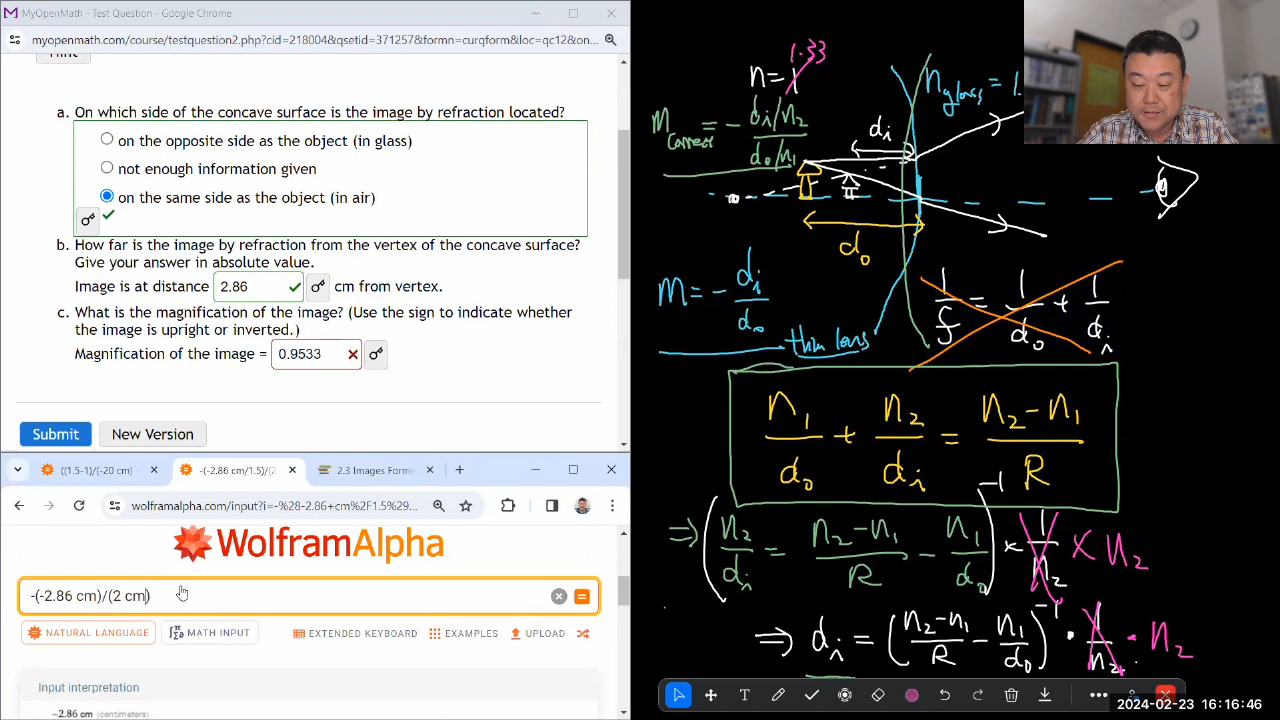 MyOpenMath - Test Question - Google Chrome
myopenmath.com/course/testquestion2.php?cid=218004&qsetid=371257&formn=curqform&loc=qc12&on...
a. On which side of the concave surface is the image by refraction located?
on the opposite side as the object (in glass)
not enough information given
on the same side as the object (in air)
b. How far is the image by refraction from the vertex of the concave surface?
Give your answer in absolute value.
Image is at distance 2.86 cm from vertex.
c. What is the magnification of the image? (Use the sign to indicate whether
the image is upright or inverted.)
Magnification of the image = 0.9533
Submit
New Version
((1.5-1)/(-20 cm)
-(-2.86 cm/1.5)/(2
2.3 Images Forme
wolframalpha.com/input?i=-%28-2.86+cm%2F1.5%29...
WolframAlpha
-(-2.86 cm)/(2 cm)
NATURAL LANGUAGE
MATH INPUT
EXTENDED KEYBOARD
EXAMPLES
UPLOAD
Input interpretation
-2.86 cm (centimeters)
1.33
n=1
n glass = 1.
M correct = - di/n2 / do/n1
di
do
M = - di/do
thin lens
1/f = 1/do + 1/di
n1/do + n2/di = (n2-n1)/R
⇒ (n2/di = (n2-n1)/R - n1/do)^-1 × 1/n2 × n2
⇒ di = ((n2-n1)/R - n1/do)^-1 · 1/n2 · n2
2024-02-23 16:16:46